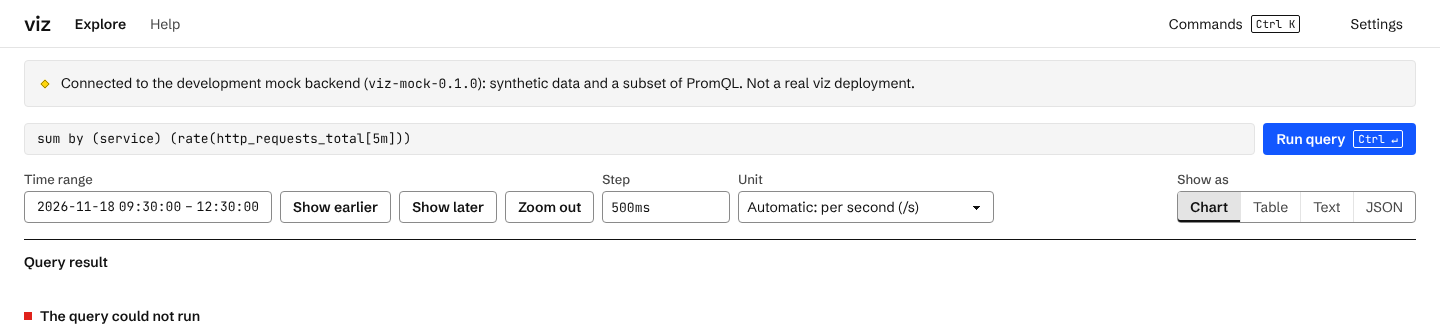 viz Explore Help Commands Ctrl K Settings
Connected to the development mock backend (viz-mock-0.1.0): synthetic data and a subset of PromQL. Not a real viz deployment.
sum by (service) (rate(http_requests_total[5m])) Run query Ctrl ↵
Time range Step Unit Show as
2026-11-18 09:30:00 – 12:30:00 Show earlier Show later Zoom out 500ms Automatic: per second (/s) Chart Table Text JSON
Query result
The query could not run